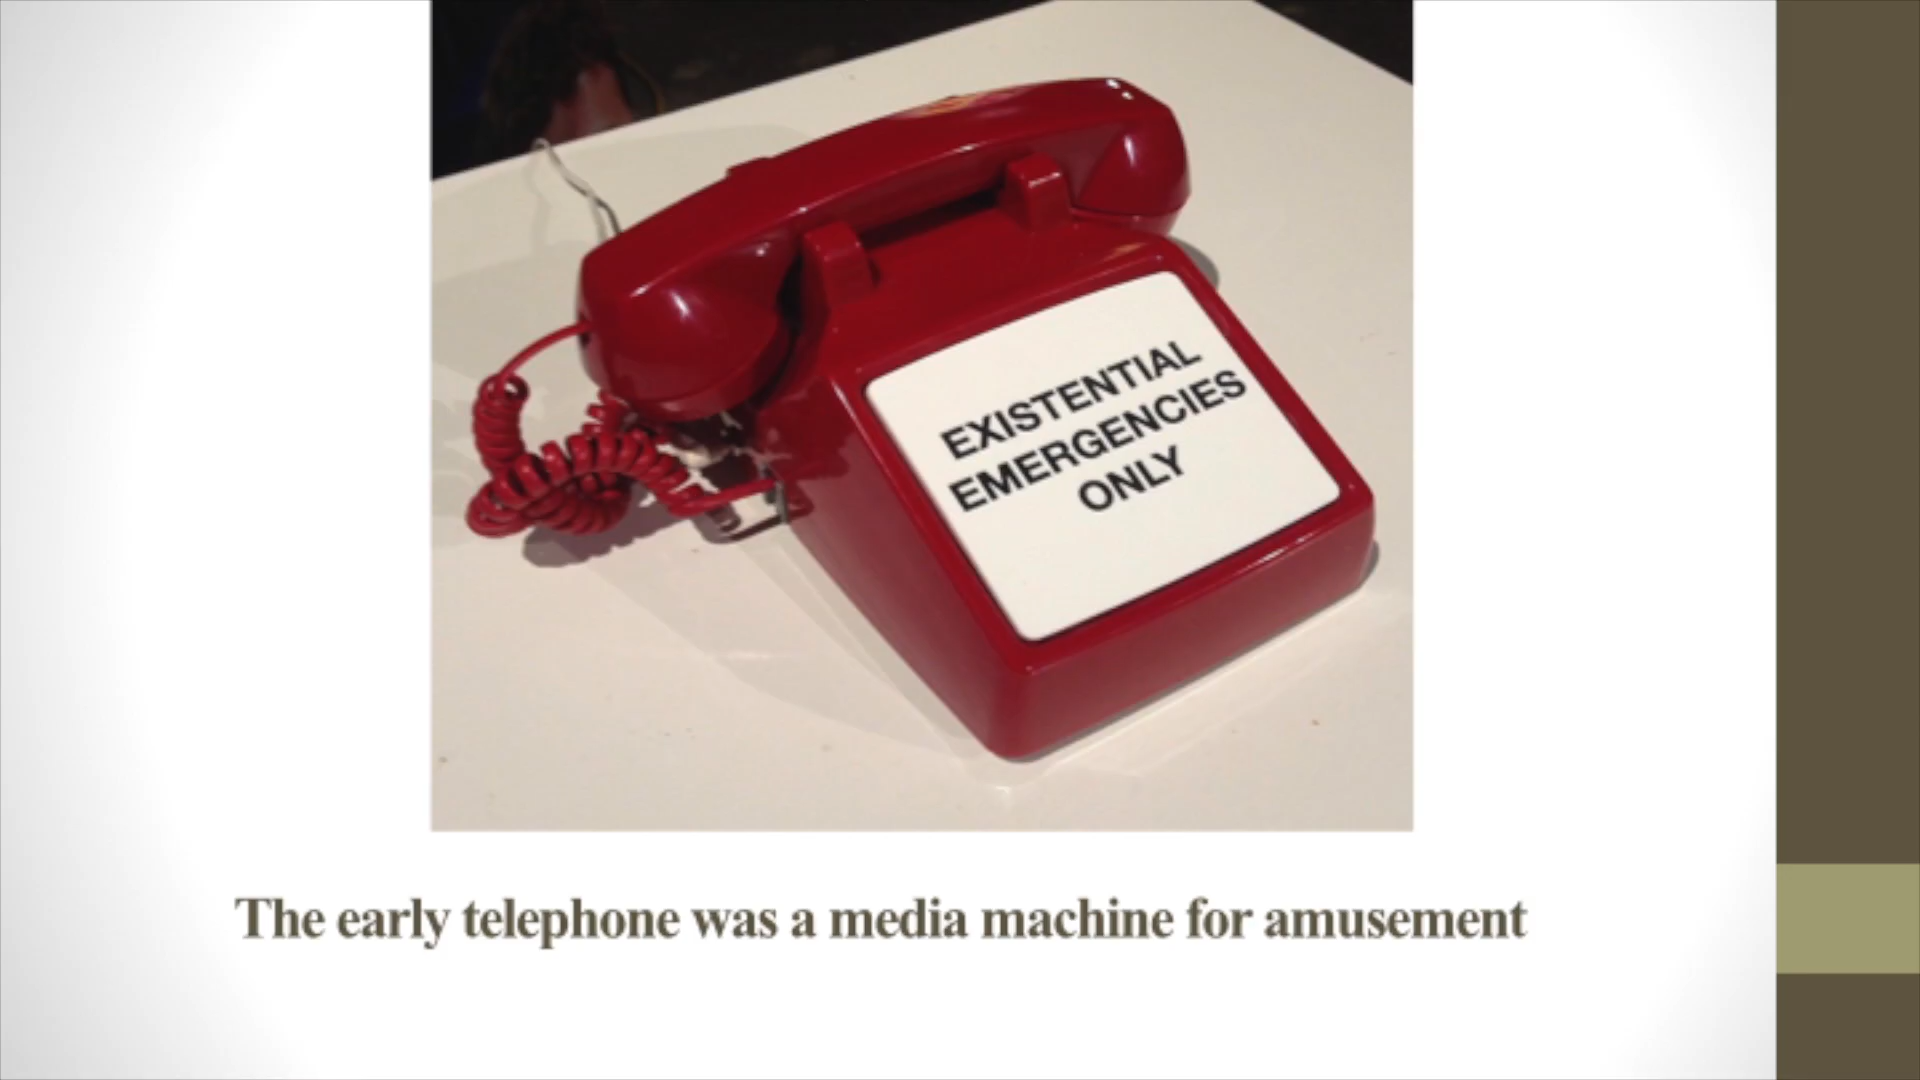 EXISTENTIAL
EMERGENCIES
ONLY
The early telephone was a media machine for amusement